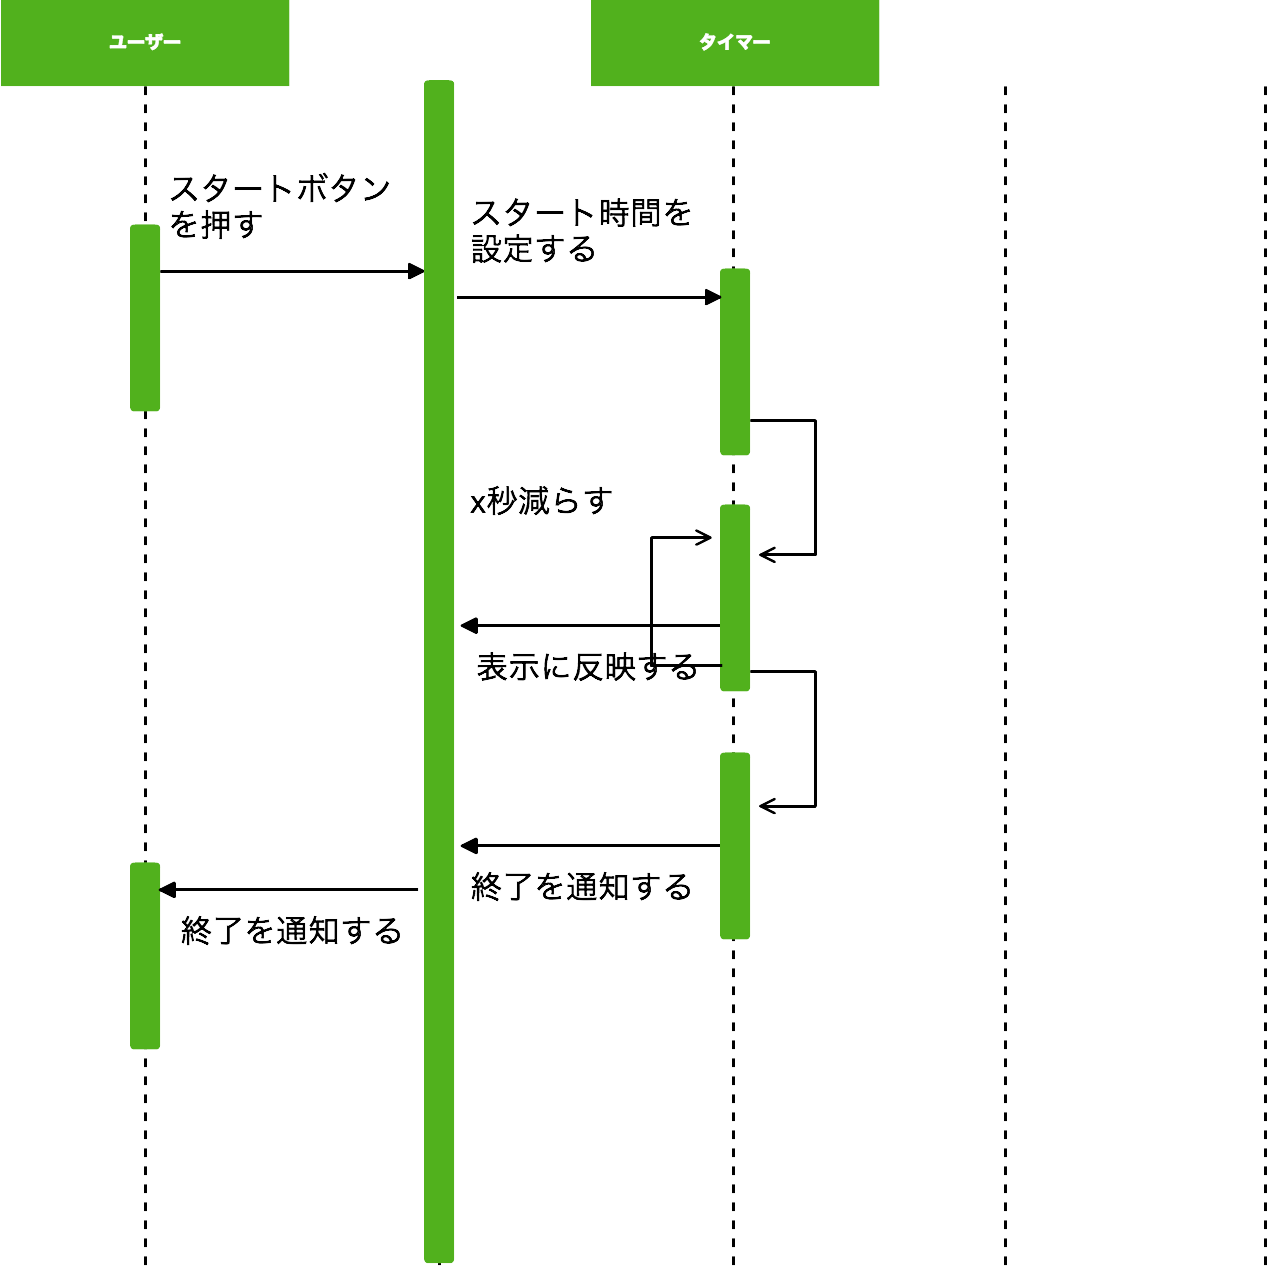 ユーザー
タイマー
スタートボタン
を押す
スタート時間を
設定する
x秒減らす
表示に反映する
終了を通知する
終了を通知する